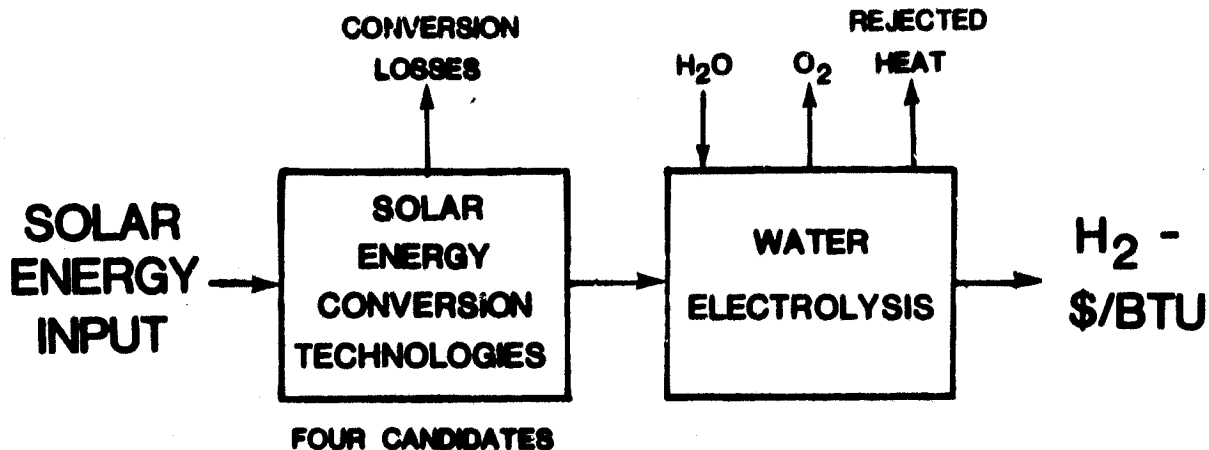 CONVERSION
LOSSES
H₂O
O₂
REJECTED
HEAT
SOLAR
ENERGY
INPUT
SOLAR
ENERGY
CONVERSION
TECHNOLOGIES
FOUR CANDIDATES
WATER
ELECTROLYSIS
H₂ -
$/BTU